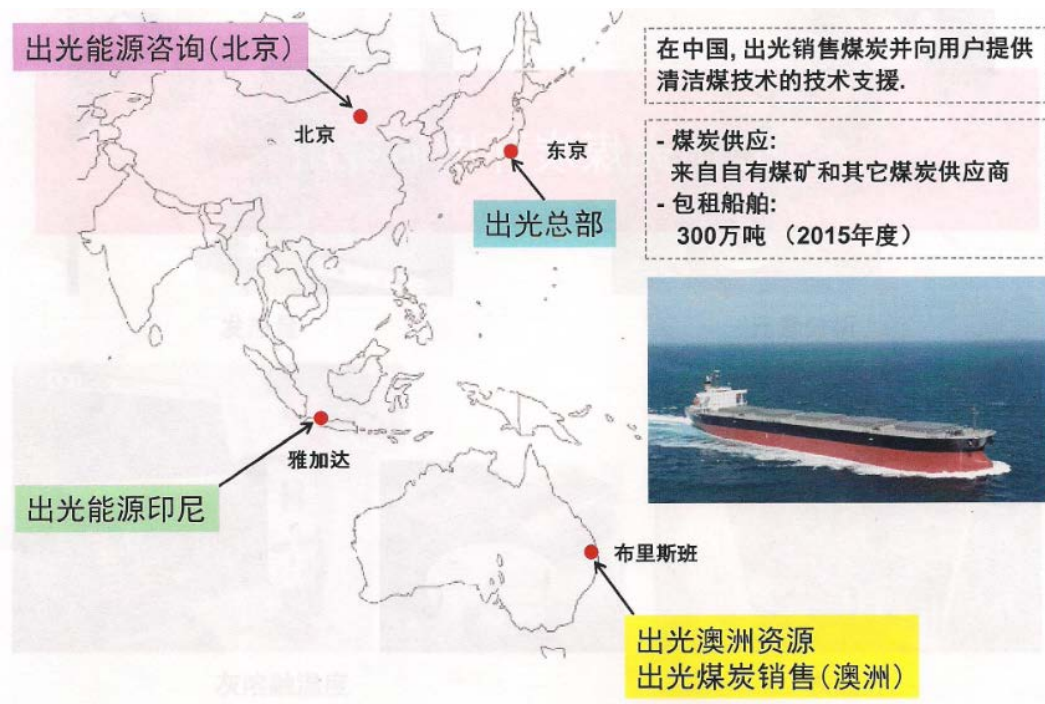 出光能源咨询(北京)
在中国, 出光销售煤炭并向用户提供
清洁煤技术的技术支援.
北京
东京
- 煤炭供应:
来自自有煤矿和其它煤炭供应商
- 包租船舶:
300万吨 （2015年度）
出光总部
雅加达
出光能源印尼
布里斯班
出光澳洲资源
出光煤炭销售(澳洲)
灰熔融温度